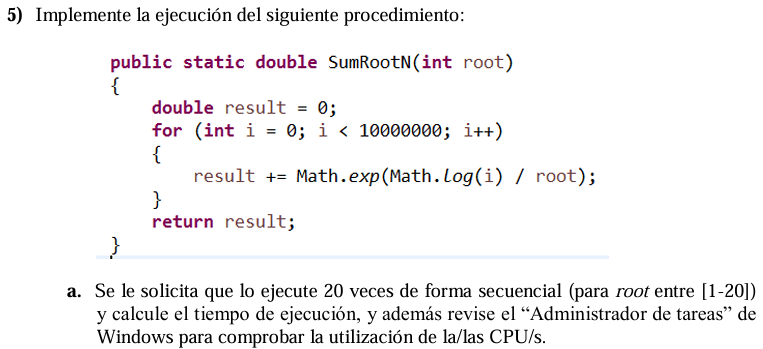 5) Implemente la ejecución del siguiente procedimiento:
public static double SumRootN(int root)
{
    double result = 0;
    for (int i = 0; i < 10000000; i++)
    {
        result += Math.exp(Math.log(i) / root);
    }
    return result;
}
a. Se le solicita que lo ejecute 20 veces de forma secuencial (para root entre [1-20])
y calcule el tiempo de ejecución, y además revise el “Administrador de tareas” de
Windows para comprobar la utilización de la/las CPU/s.